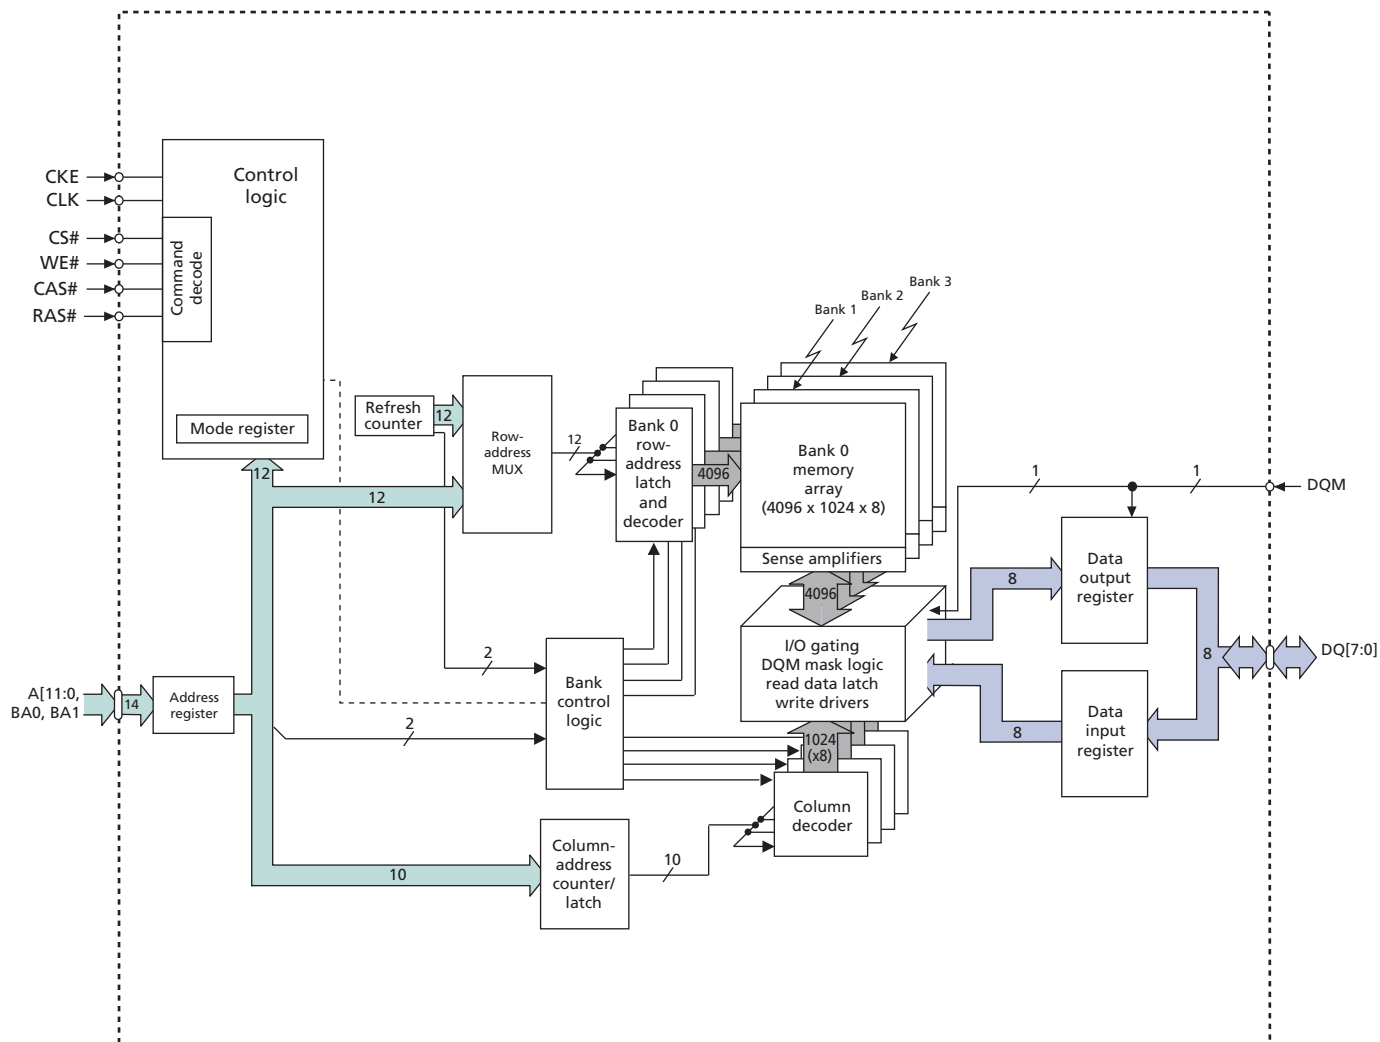 Control
logic
CKE
CLK
CS#
WE#
CAS#
RAS#
Command
decode
Mode register
Bank 3
Bank 2
Bank 1
Refresh
counter
12
Row-
address
MUX
12
Bank 0
row-
address
latch
and
decoder
4096
Bank 0
memory
array
(4096 x 1024 x 8)
Sense amplifiers
12
12
1
1
DQM
4096
Data
output
register
8
I/O gating
DQM mask logic
read data latch
write drivers
2
Bank
control
logic
8
DQ[7:0]
A[11:0,
BA0, BA1
14
Address
register
2
8
Data
input
register
1024
(x8)
Column
decoder
10
Column-
address
counter/
latch
10